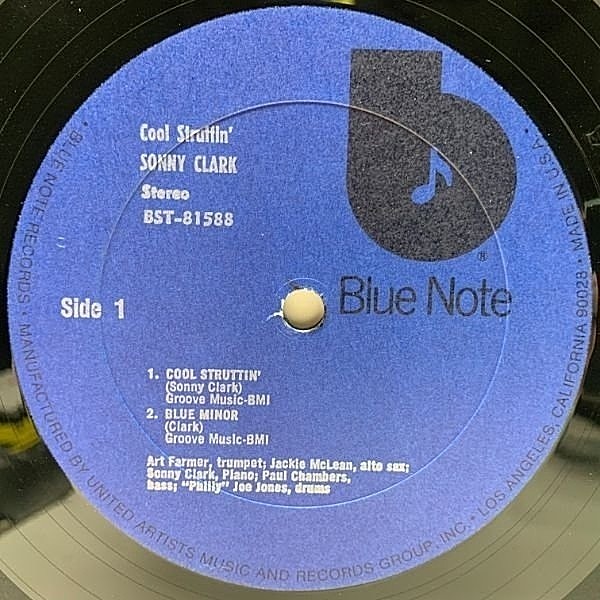 Cool Struttin'
SONNY CLARK
Stereo
BST-81588
b
®
Blue Note
Side 1
1. COOL STRUTTIN'
(Sonny Clark)
Groove Music-BMI
2. BLUE MINOR
(Clark)
Groove Music-BMI
Art Farmer, trumpet; Jackie McLean, alto sax;
Sonny Clark, Piano; Paul Chambers,
bass; "Philly" Joe Jones, drums
• BLUE NOTE RECORDS • MANUFACTURED BY UNITED ARTISTS MUSIC AND RECORDS GROUP, INC. • LOS ANGELES, CALIFORNIA 90028 • MADE IN U.S.A.